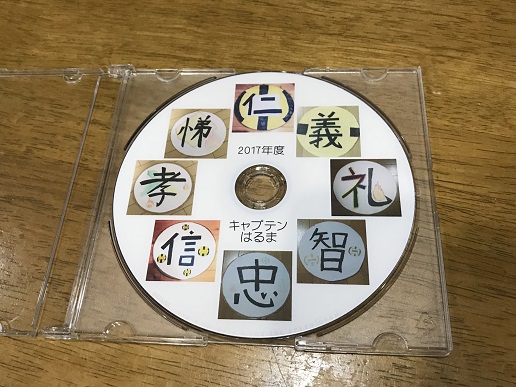 仁
義
礼
智
忠
信
孝
悌
2017年度
キャプテン
はるま